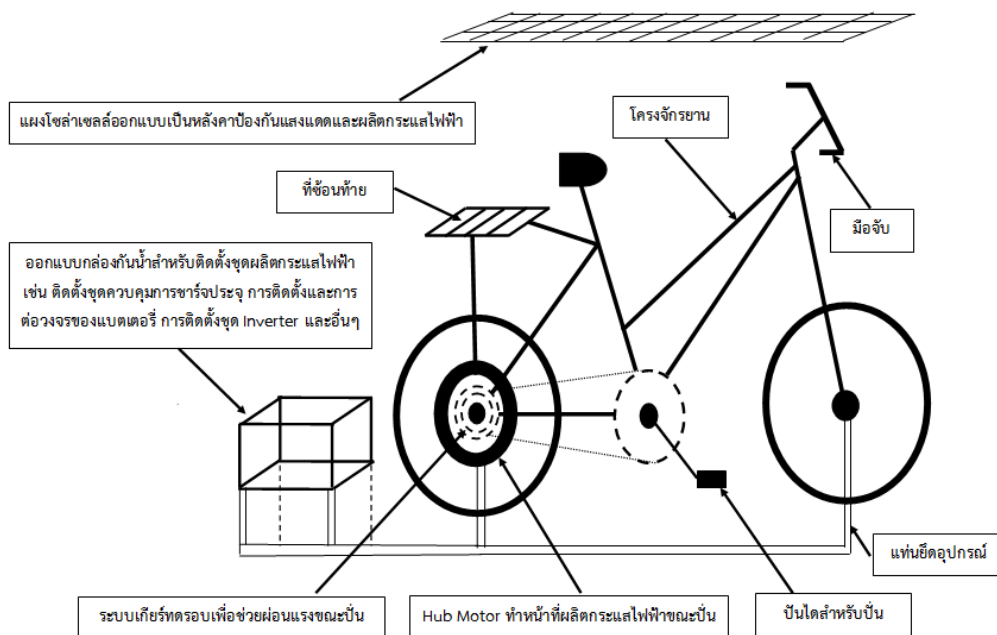 แผงโซล่าเซลล์ออกแบบเป็นหลังคาป้องกันแสงแดดและผลิตกระแสไฟฟ้า
โครงจักรยาน
ที่ซ้อนท้าย
มือจับ
ออกแบบกล่องกันน้ำสำหรับติดตั้งชุดผลิตกระแสไฟฟ้า
เช่น ติดตั้งชุดควบคุมการชาร์จประจุ การติดตั้งและการ
ต่อวงจรของแบตเตอรี่ การติดตั้งชุด Inverter และอื่นๆ
แท่นยึดอุปกรณ์
ระบบเกียร์ทดรอบเพื่อช่วยผ่อนแรงขณะปั่น
Hub Motor ทำหน้าที่ผลิตกระแสไฟฟ้าขณะปั่น
ปันไดสำหรับปั่น